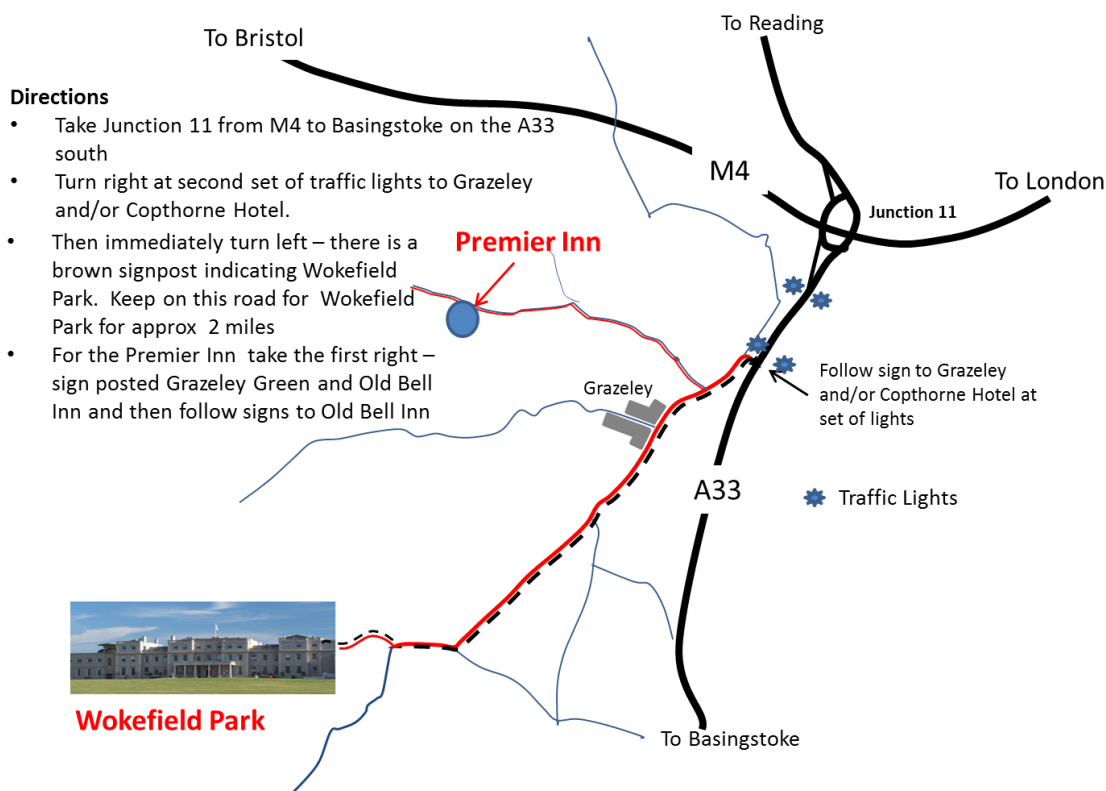 To Reading
To Bristol
Directions
• Take Junction 11 from M4 to Basingstoke on the A33
south
• Turn right at second set of traffic lights to Grazeley
and/or Copthorne Hotel.
• Then immediately turn left – there is a
brown signpost indicating Wokefield
Park. Keep on this road for Wokefield
Park for approx 2 miles
• For the Premier Inn take the first right –
sign posted Grazeley Green and Old Bell
Inn and then follow signs to Old Bell Inn
M4
To London
Junction 11
Premier Inn
Grazeley
Follow sign to Grazeley
and/or Copthorne Hotel at
set of lights
A33
Traffic Lights
Wokefield Park
To Basingstoke